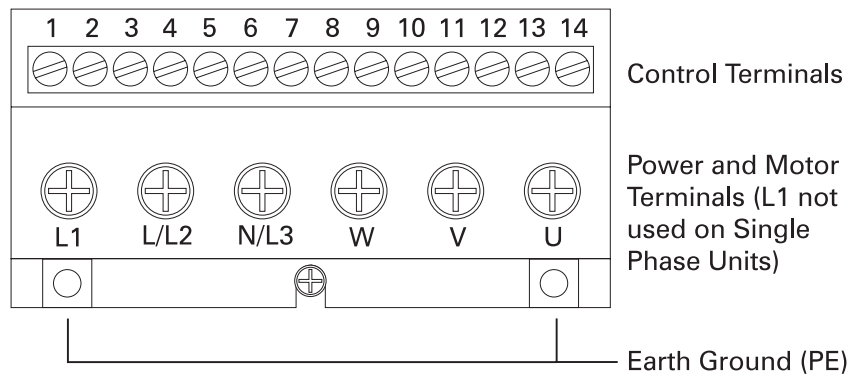 1 2 3 4 5 6 7 8 9 10 11 12 13 14
Control Terminals
Power and Motor
Terminals (L1 not
used on Single
Phase Units)
L1 L/L2 N/L3 W V U
Earth Ground (PE)